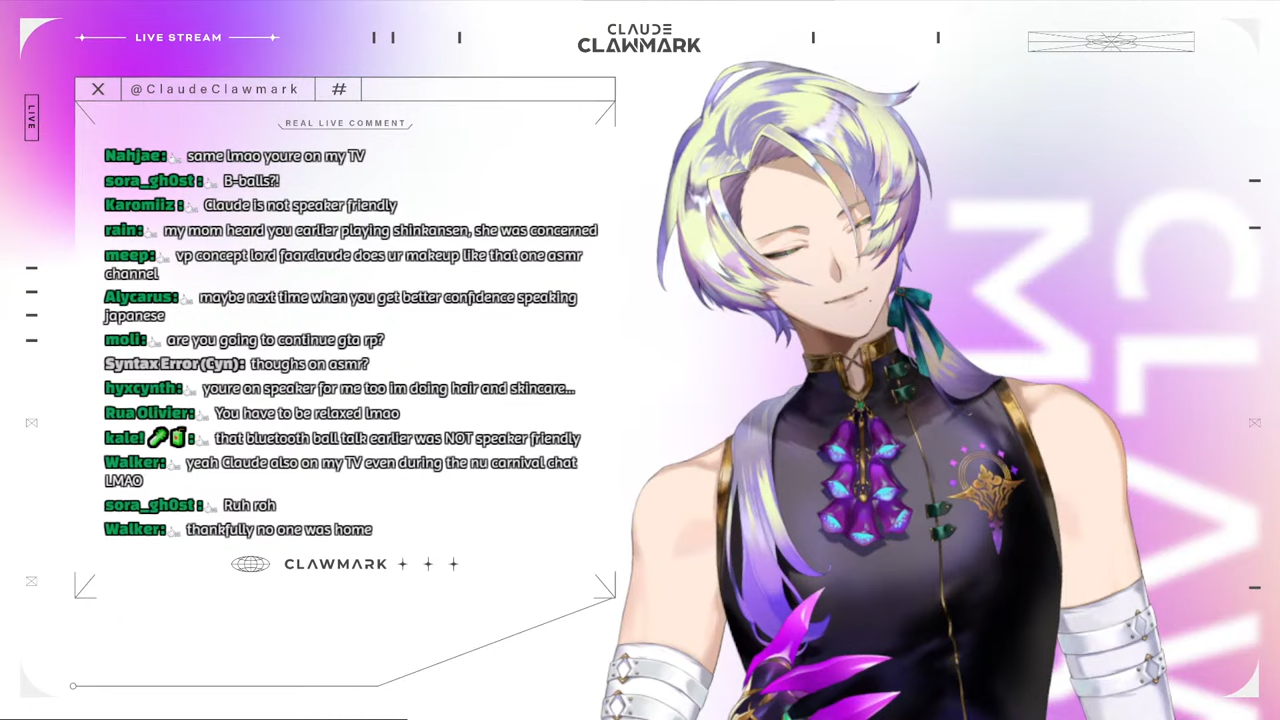 LIVE STREAM
CLAUDE
CLAWMARK
X @ClaudeClawmark #
LIVE
REAL LIVE COMMENT
Nahjae: same lmao youre on my TV
sora_gh0st: B-balls?!
Karomiiz: Claude is not speaker friendly
rain: my mom heard you earlier playing shinkansen, she was concerned
meep: vp concept lord faarclaude does ur makeup like that one asmr
channel
Alycarus: maybe next time when you get better confidence speaking
japanese
moli: are you going to continue gta rp?
Syntax Error (Cyn): thoughs on asmr?
hyxcynth: youre on speaker for me too im doing hair and skincare...
Rua Olivier: You have to be relaxed lmao
kale! 🥒🧃: that bluetooth ball talk earlier was NOT speaker friendly
Walker: yeah Claude also on my TV even during the nu carnival chat
LMAO
sora_gh0st: Ruh roh
Walker: thankfully no one was home
CLAWMARK
CL
M
CLAW